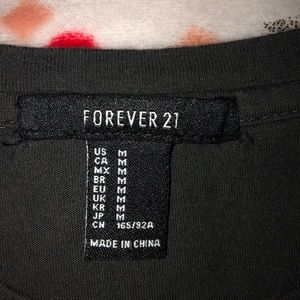 FOREVER 21
US M
CA M
MX M
BR M
EU M
UK M
KR M
JP M
CN 165/92A
MADE IN CHINA